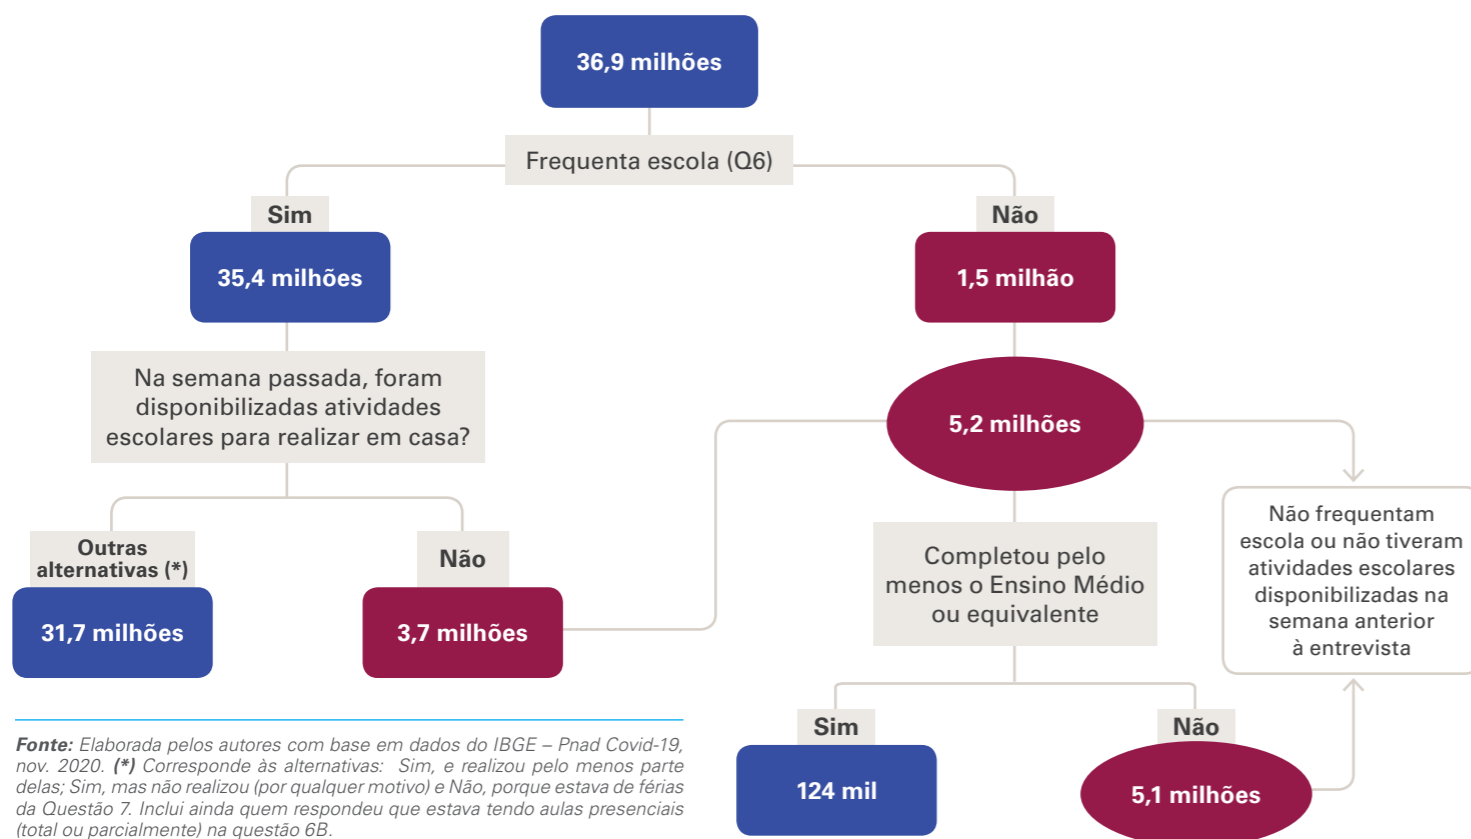 36,9 milhões
Frequenta escola (Q6)
Sim
Não
35,4 milhões
1,5 milhão
Na semana passada, foram
disponibilizadas atividades
escolares para realizar em casa?
5,2 milhões
Outras
alternativas (*)
Não
31,7 milhões
3,7 milhões
Completou pelo
menos o Ensino Médio
ou equivalente
Não frequentam
escola ou não tiveram
atividades escolares
disponibilizadas na
semana anterior
à entrevista
Sim
Não
124 mil
5,1 milhões
Fonte: Elaborada pelos autores com base em dados do IBGE – Pnad Covid-19,
nov. 2020. (*) Corresponde às alternativas: Sim, e realizou pelo menos parte
delas; Sim, mas não realizou (por qualquer motivo) e Não, porque estava de férias
da Questão 7. Inclui ainda quem respondeu que estava tendo aulas presenciais
(total ou parcialmente) na questão 6B.